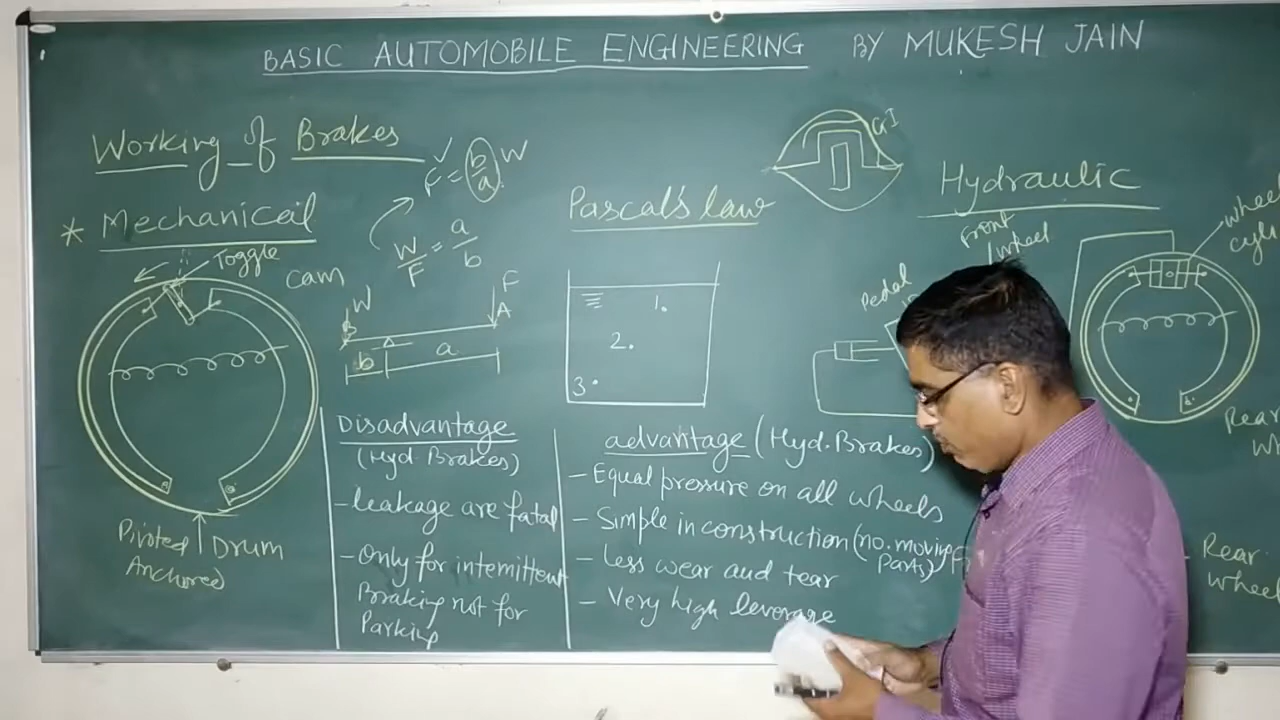 BASIC AUTOMOBILE ENGINEERING BY MUKESH JAIN
Working of Brakes
F = (b/a) W
* Mechanical
W/F = a/b
Toggle
cam
W
F
B
A
b
a
Pivoted
Anchored
Drum
Disadvantage
(Hyd Brakes)
- leakage are fatal
- Only for intemittent
Braking not for
Parking
Pascal's law
1.
2.
3.
advantage (Hyd. Brakes)
- Equal pressure on all wheels
- Simple in construction (no. moving
Parts)
- Less wear and tear
- Very high leverage
Hydraulic
Front
wheel
Pedal
wheel
Rear
Rear
wheel